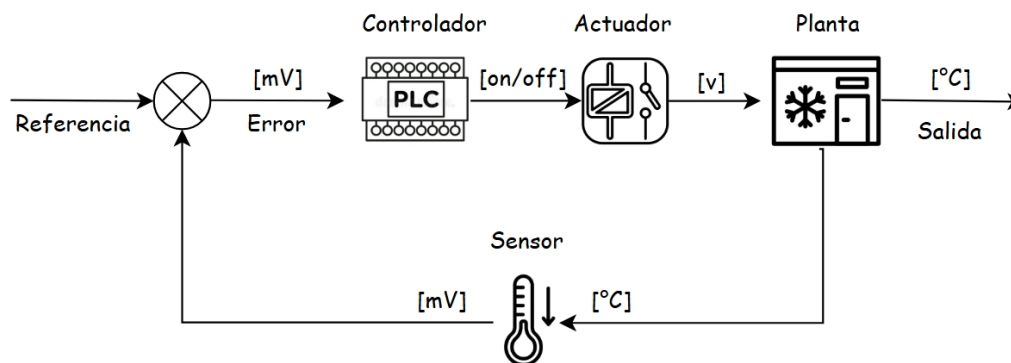 Controlador
Actuador
Planta
[mV]
[on/off]
[v]
[°C]
PLC
Referencia
Error
Salida
Sensor
[mV]
[°C]